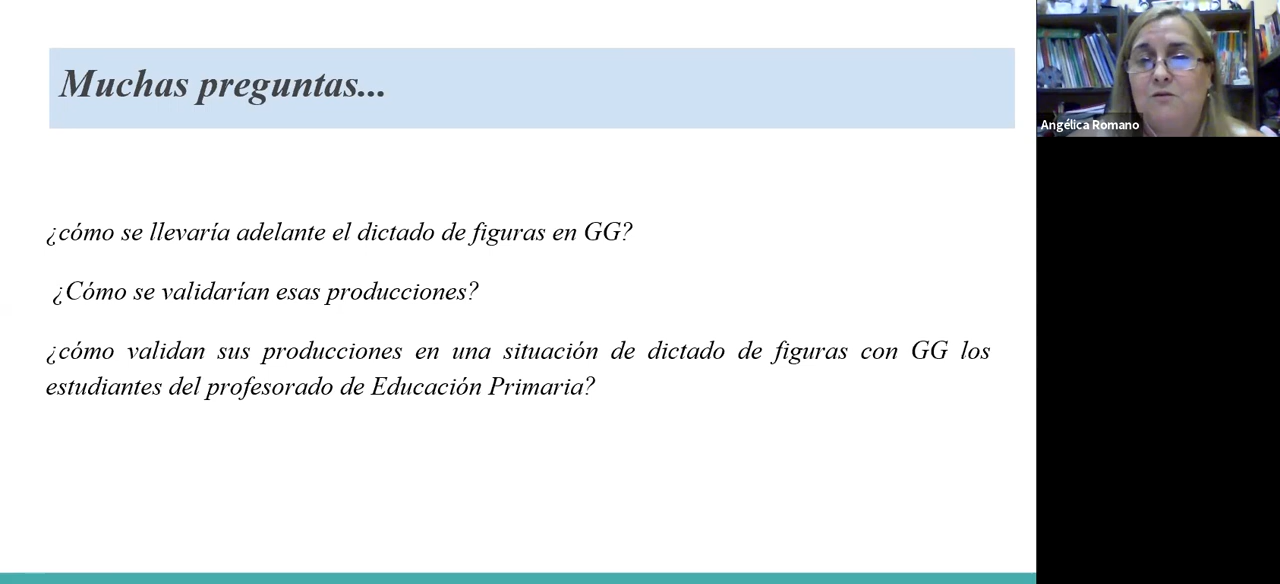 Muchas preguntas...
¿cómo se llevaría adelante el dictado de figuras en GG?
¿Cómo se validarían esas producciones?
¿cómo validan sus producciones en una situación de dictado de figuras con GG los
estudiantes del profesorado de Educación Primaria?
Angélica Romano